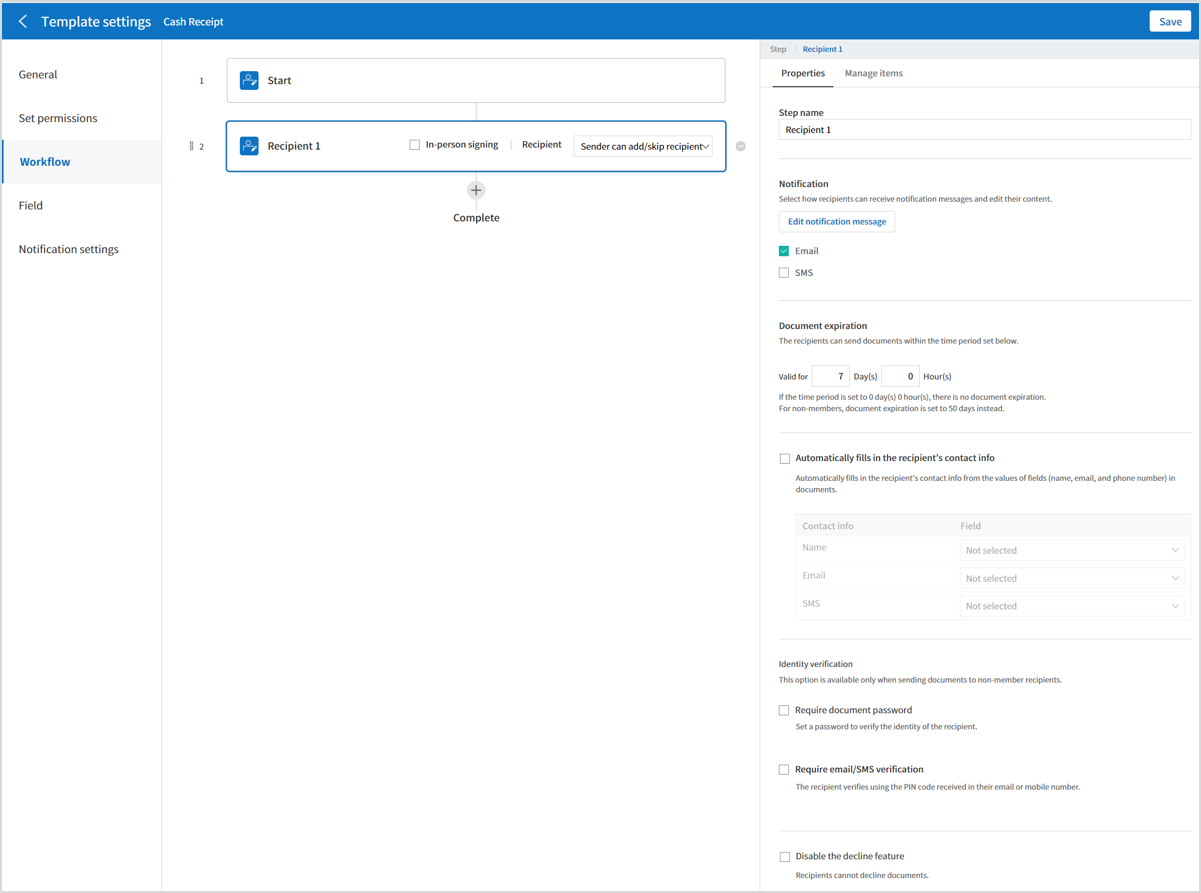 Template settings Cash Receipt Save
General
Set permissions
Workflow
Field
Notification settings
1 Start
2 Recipient 1 In-person signing Recipient Sender can add/skip recipient
Complete
Step Recipient 1
Properties Manage items
Step name
Recipient 1
Notification
Select how recipients can receive notification messages and edit their content.
Edit notification message
Email
SMS
Document expiration
The recipients can send documents within the time period set below.
Valid for 7 Day(s) 0 Hour(s)
If the time period is set to 0 day(s) 0 hour(s), there is no document expiration.
For non-members, document expiration is set to 50 days instead.
Automatically fills in the recipient's contact info
Automatically fills in the recipient's contact info from the values of fields (name, email, and phone number) in
documents.
Contact info Field
Name Not selected
Email Not selected
SMS Not selected
Identity verification
This option is available only when sending documents to non-member recipients.
Require document password
Set a password to verify the identity of the recipient.
Require email/SMS verification
The recipient verifies using the PIN code received in their email or mobile number.
Disable the decline feature
Recipients cannot decline documents.